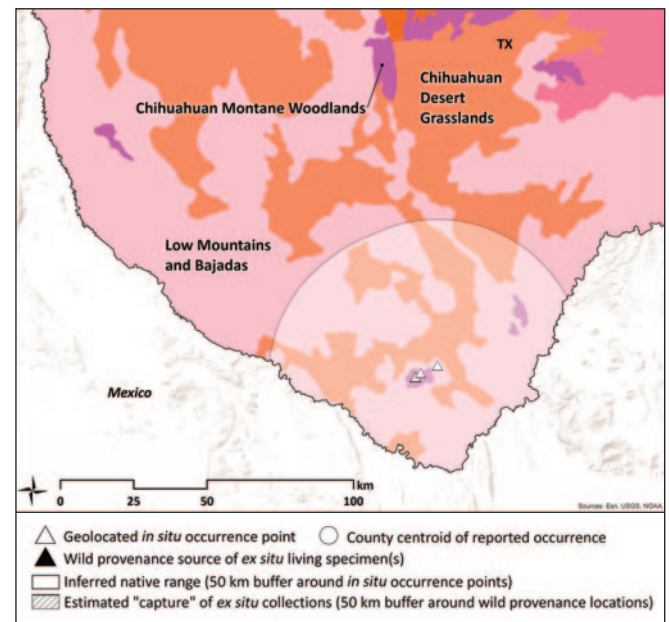 TX
Chihuahuan
Desert
Grasslands
Chihuahuan Montane Woodlands
Low Mountains
and Bajadas
Mexico
km
0 25 50 100
Sources: Esri, USGS, NOAA
Geolocated in situ occurrence point County centroid of reported occurrence
Wild provenance source of ex situ living specimen(s)
Inferred native range (50 km buffer around in situ occurrence points)
Estimated "capture" of ex situ collections (50 km buffer around wild provenance locations)